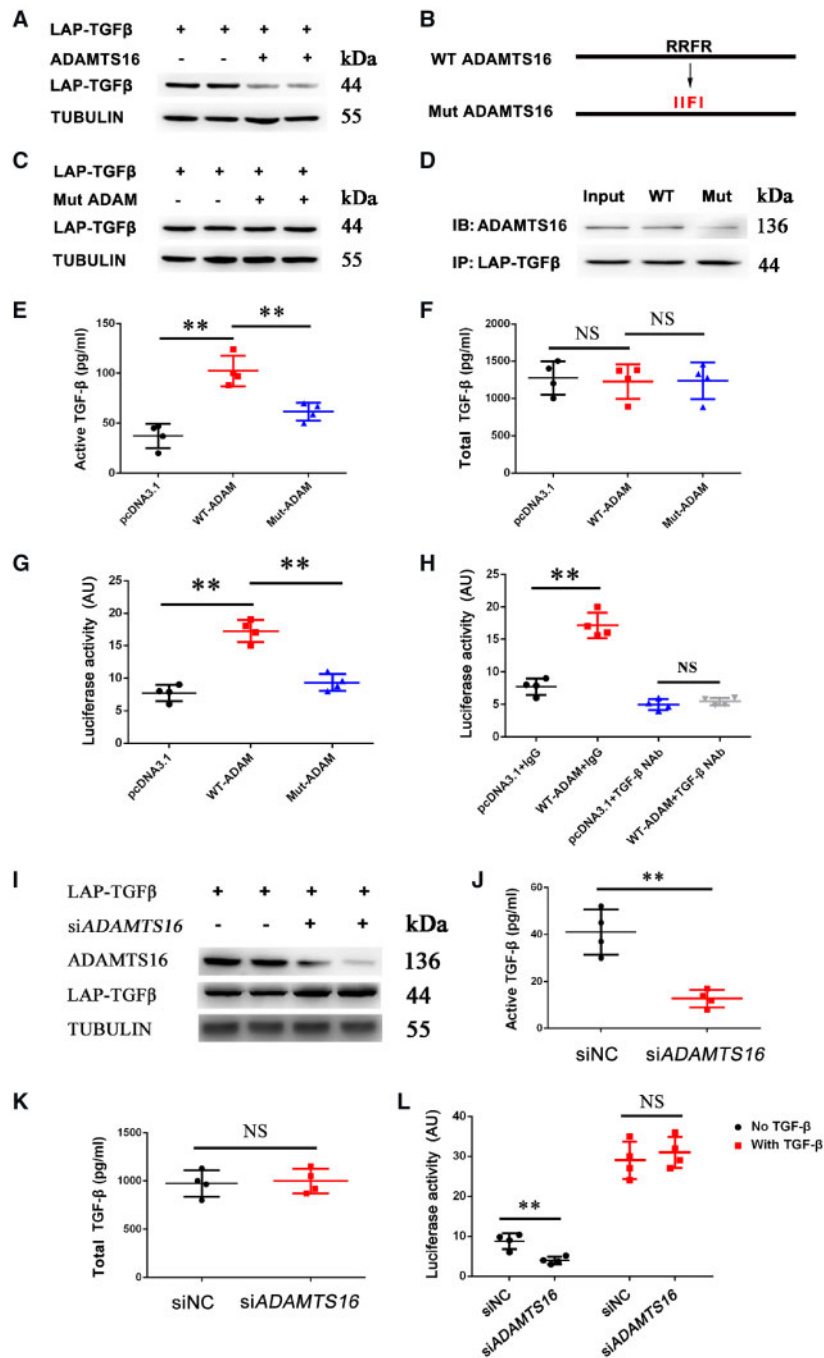 A
LAP-TGFβ + + + +
ADAMTS16 - - + + kDa
LAP-TGFβ 44
TUBULIN 55
B
RRFR
WT ADAMTS16
IIFI
Mut ADAMTS16
C
LAP-TGFβ + + + +
Mut ADAM - - + + kDa
LAP-TGFβ 44
TUBULIN 55
D
Input WT Mut kDa
IB: ADAMTS16 136
IP: LAP-TGFβ 44
E
Active TGF-β (pg/ml)
150
100
50
0
** **
pcDNA3.1
WT-ADAM
Mut-ADAM
F
Total TGF-β (pg/ml)
2000
1500
1000
500
0
NS NS
pcDNA3.1
WT-ADAM
Mut-ADAM
G
Luciferase activity (AU)
25
20
15
10
5
0
** **
pcDNA3.1
WT-ADAM
Mut-ADAM
H
Luciferase activity (AU)
25
20
15
10
5
0
**
NS
pcDNA3.1+IgG
WT-ADAM+IgG
pcDNA3.1+TGF-β NAb
WT-ADAM+TGF-β NAb
I
LAP-TGFβ + + + +
siADAMTS16 - - + + kDa
ADAMTS16 136
LAP-TGFβ 44
TUBULIN 55
J
Active TGF-β (pg/ml)
60
40
20
0
**
siNC siADAMTS16
K
Total TGF-β (pg/ml)
1500
1000
500
0
NS
siNC siADAMTS16
L
Luciferase activity (AU)
40
30
20
10
0
**
NS
No TGF-β
With TGF-β
siNC
siADAMTS16
siNC
siADAMTS16